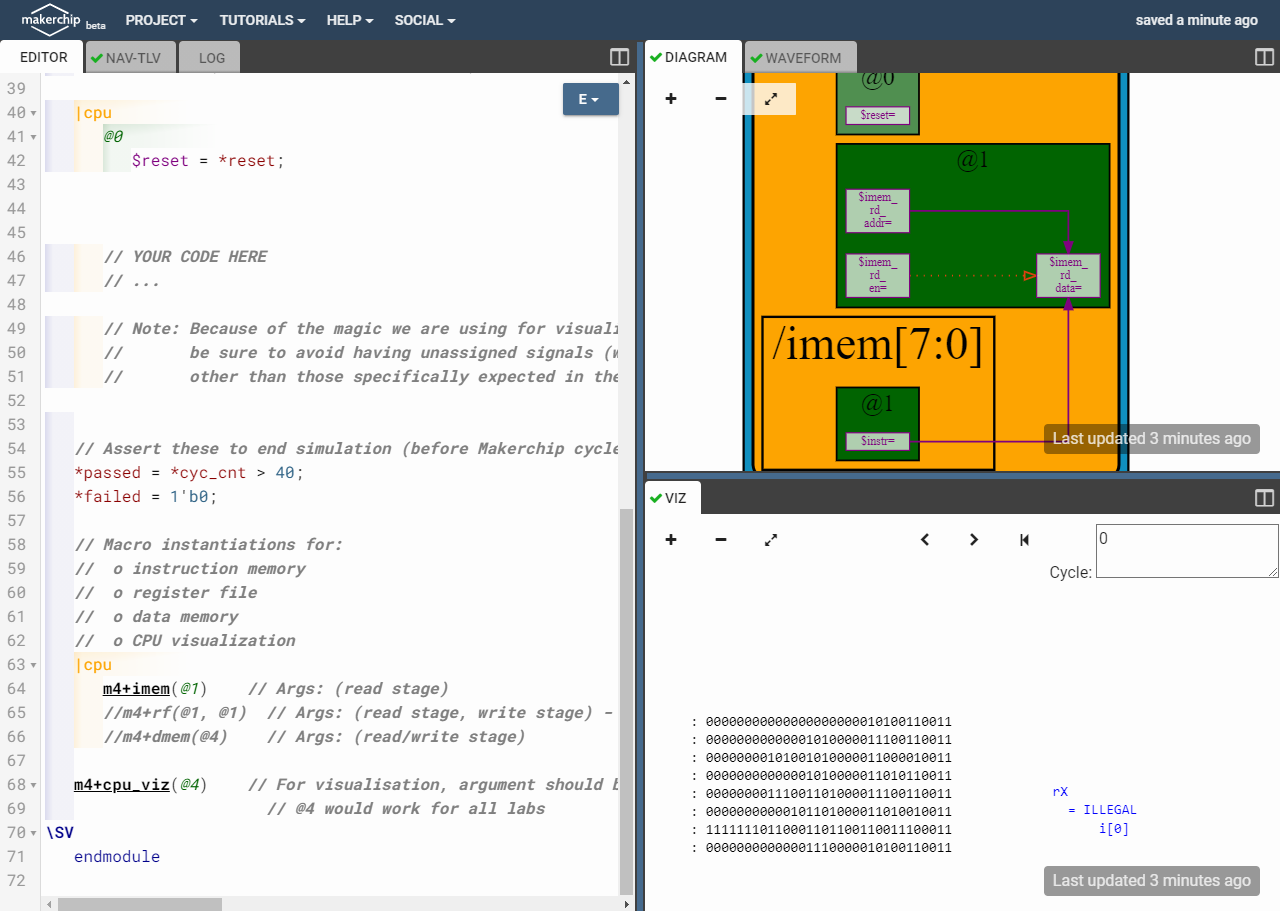 makerchip beta PROJECT TUTORIALS HELP SOCIAL saved a minute ago
EDITOR NAV-TLV LOG
39
40 |cpu
41 @0
42 $reset = *reset;
43
44
45
46 // YOUR CODE HERE
47 // ...
48
49 // Note: Because of the magic we are using for visuali
50 // be sure to avoid having unassigned signals (w
51 // other than those specifically expected in the
52
53
54 // Assert these to end simulation (before Makerchip cycle
55 *passed = *cyc_cnt > 40;
56 *failed = 1'b0;
57
58 // Macro instantiations for:
59 // o instruction memory
60 // o register file
61 // o data memory
62 // o CPU visualization
63 |cpu
64 m4+imem(@1) // Args: (read stage)
65 //m4+rf(@1, @1) // Args: (read stage, write stage) -
66 //m4+dmem(@4) // Args: (read/write stage)
67
68 m4+cpu_viz(@4) // For visualisation, argument should b
69 // @4 would work for all labs
70 \SV
71 endmodule
72
E
DIAGRAM WAVEFORM
@0
$reset=
@1
$imem_
rd_
addr=
$imem_
rd_
en=
$imem_
rd_
data=
/imem[7:0]
@1
$instr=
Last updated 3 minutes ago
VIZ
Cycle: 0
: 00000000000000000000010100110011
: 00000000000001010000011100110011
: 00000000101001010000011000010011
: 00000000000001010000011010110011
: 00000000111001101000011100110011
: 00000000000101101000011010010011
: 11111110110001101100110011100011
: 00000000000001110000010100110011
rX
= ILLEGAL
i[0]
Last updated 3 minutes ago